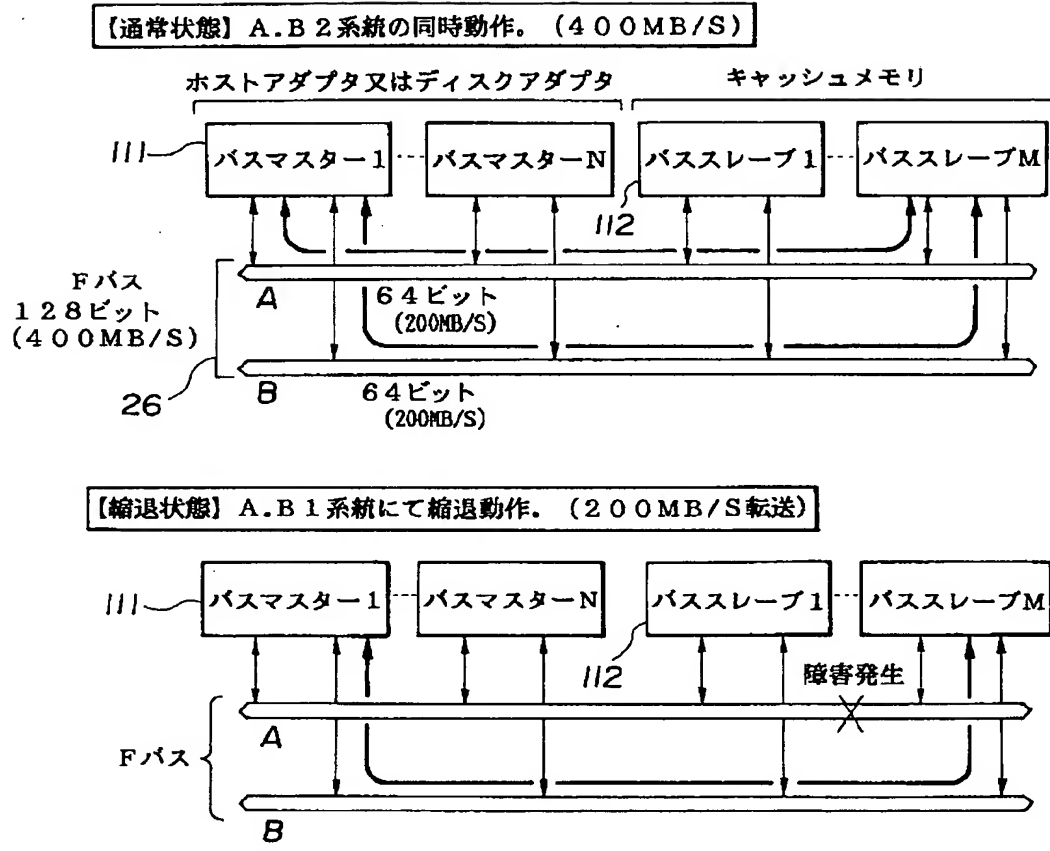 【通常状態】A.B2系統の同時動作。(400MB/S)
ホストアダプタ又はディスクアダプタ
キャッシュメモリ
111
バスマスター1
バスマスターN
バススレーブ1
バススレーブM
112
Fバス
128ビット
(400MB/S)
A
64ビット
(200MB/S)
26
B
64ビット
(200MB/S)
【縮退状態】A.B1系統にて縮退動作。(200MB/S転送)
111
バスマスター1
バスマスターN
バススレーブ1
バススレーブM
112
障害発生
Fバス
A
B